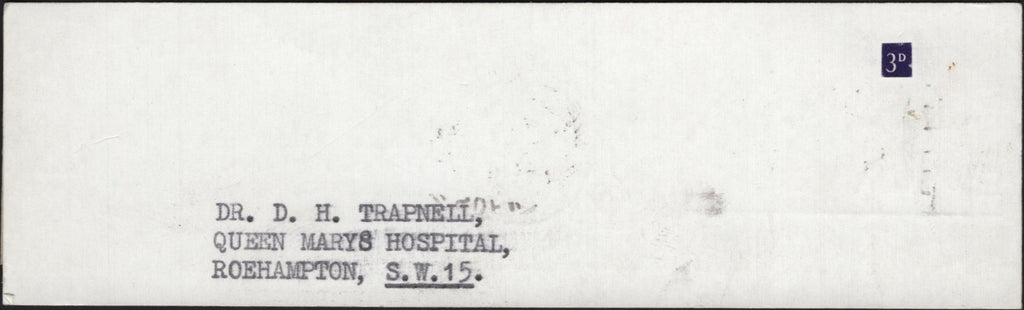 3D
DR. D. H. TRAPNELL,
QUEEN MARYS HOSPITAL,
ROEHAMPTON, S.W.15.